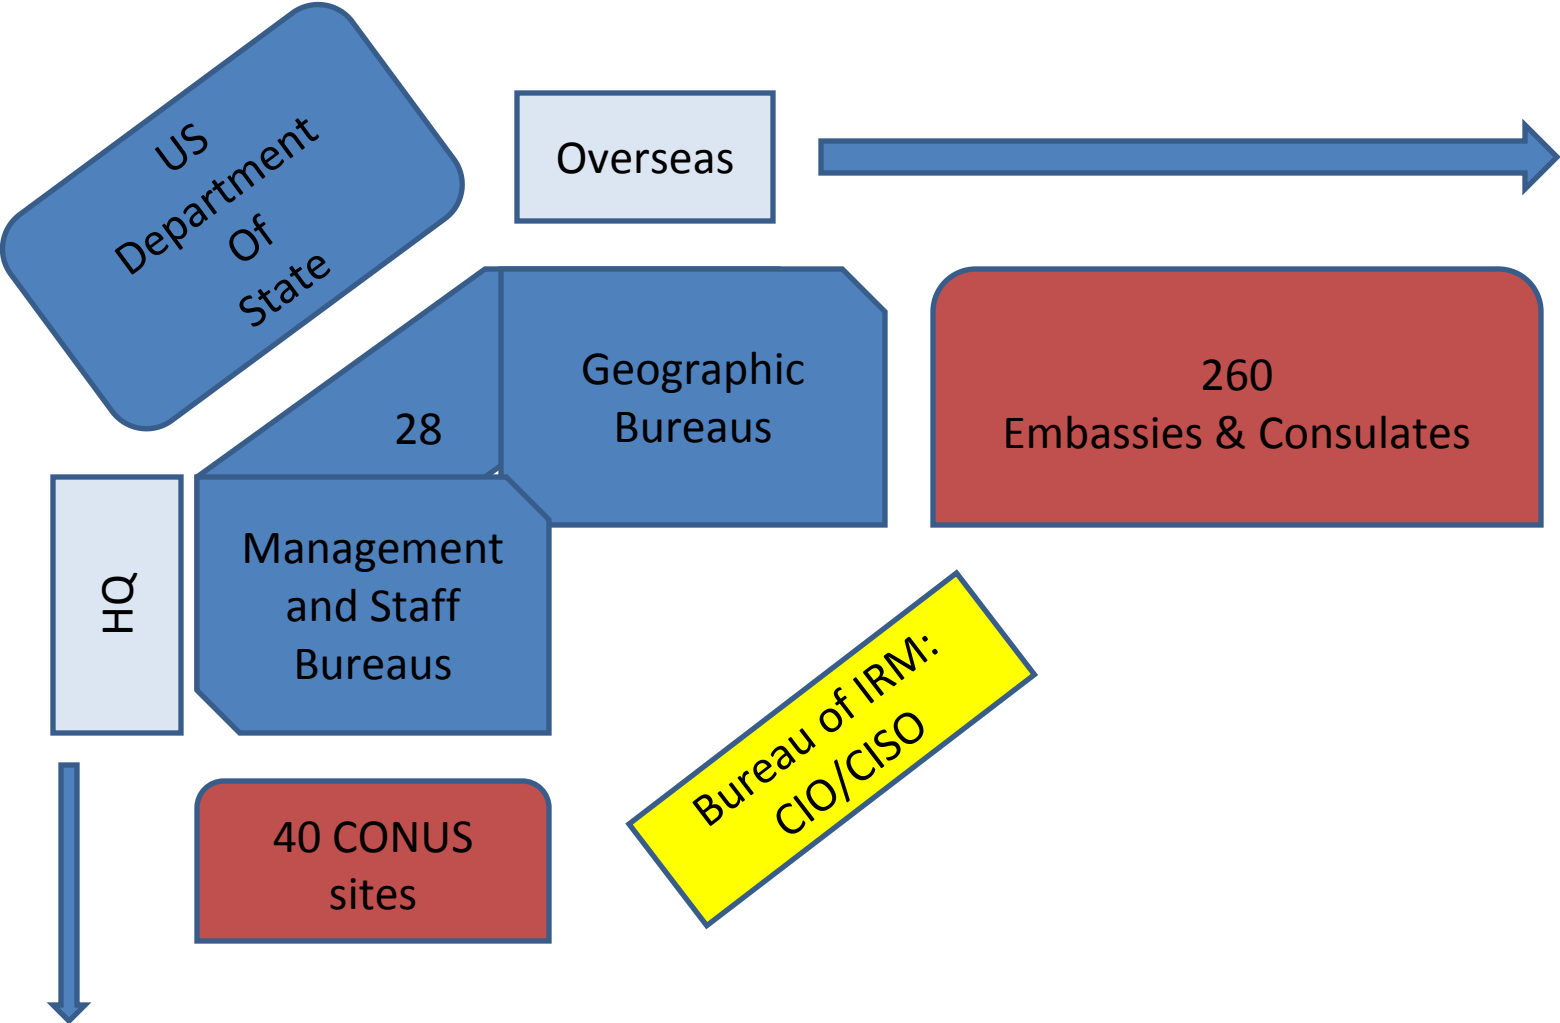 US
Department
Of
State
Overseas
28
Geographic
Bureaus
260
Embassies & Consulates
HQ
Management
and Staff
Bureaus
Bureau of IRM:
CIO/CISO
40 CONUS
sites